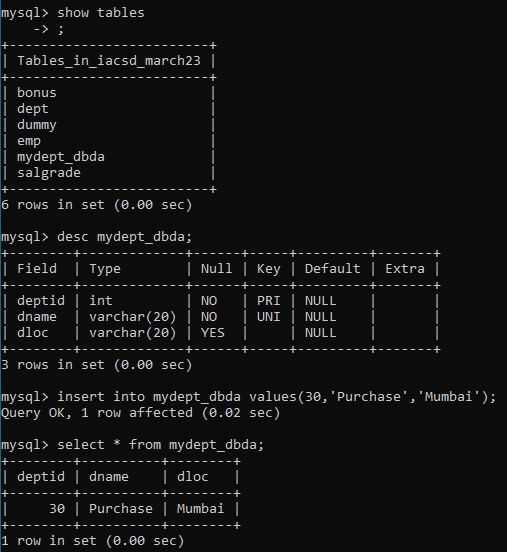 mysql> show tables
    -> ;
+-------------------------+
| Tables_in_iacsd_march23 |
+-------------------------+
| bonus                   |
| dept                    |
| dummy                   |
| emp                     |
| mydept_dbda             |
| salgrade                |
+-------------------------+
6 rows in set (0.00 sec)
mysql> desc mydept_dbda;
+--------+-------------+------+-----+---------+-------+
| Field  | Type        | Null | Key | Default | Extra |
+--------+-------------+------+-----+---------+-------+
| deptid | int         | NO   | PRI | NULL    |       |
| dname  | varchar(20) | NO   | UNI | NULL    |       |
| dloc   | varchar(20) | YES  |     | NULL    |       |
+--------+-------------+------+-----+---------+-------+
3 rows in set (0.00 sec)
mysql> insert into mydept_dbda values(30,'Purchase','Mumbai');
Query OK, 1 row affected (0.02 sec)
mysql> select * from mydept_dbda;
+--------+----------+--------+
| deptid | dname    | dloc   |
+--------+----------+--------+
|     30 | Purchase | Mumbai |
+--------+----------+--------+
1 row in set (0.00 sec)